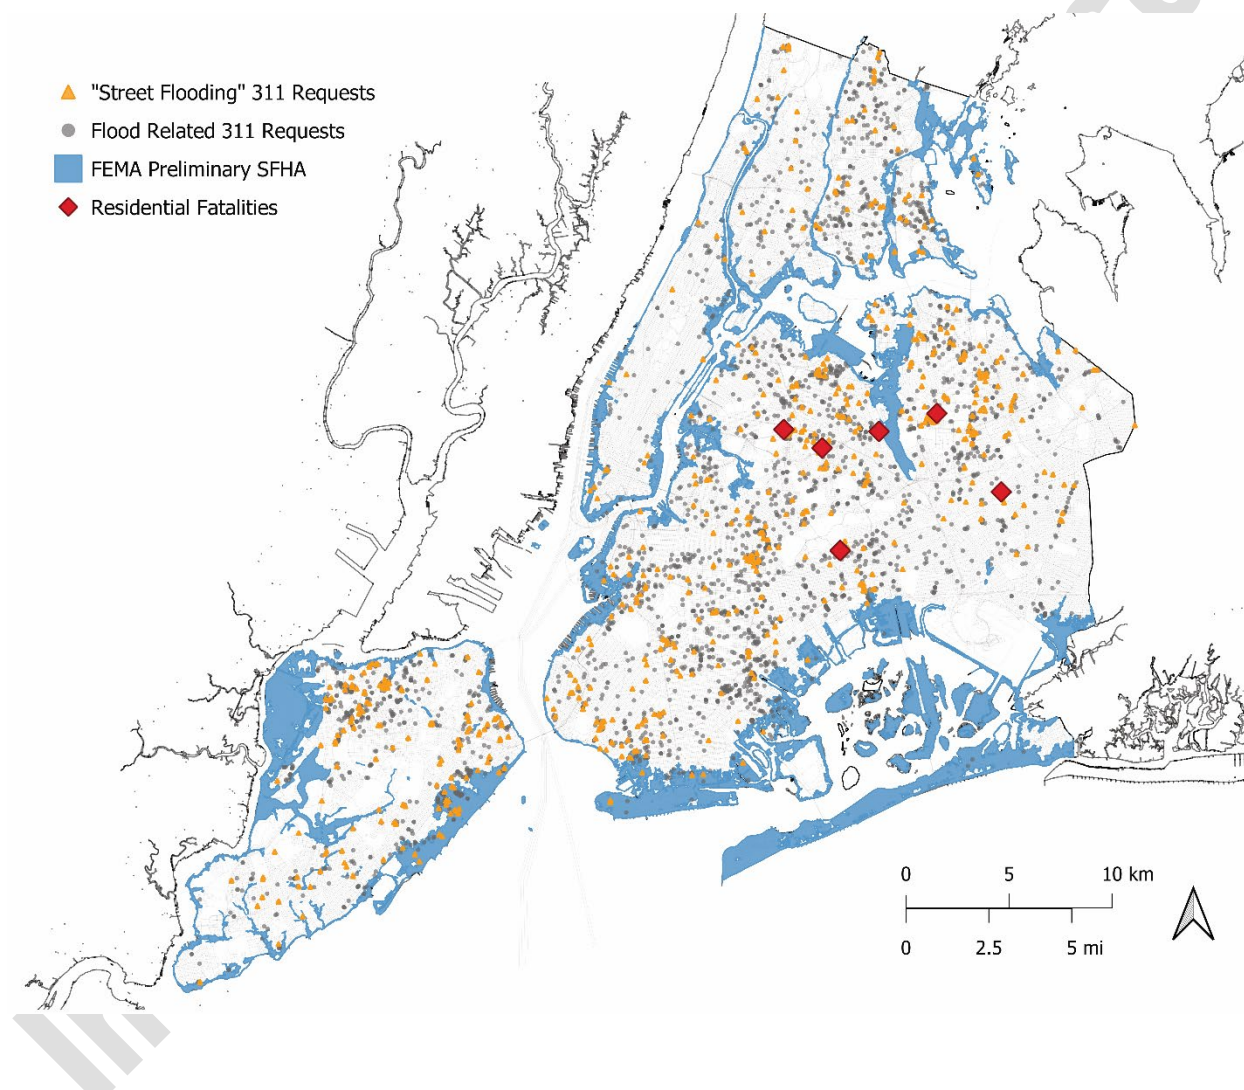 "Street Flooding" 311 Requests
Flood Related 311 Requests
FEMA Preliminary SFHA
Residential Fatalities
0 5 10 km
0 2.5 5 mi